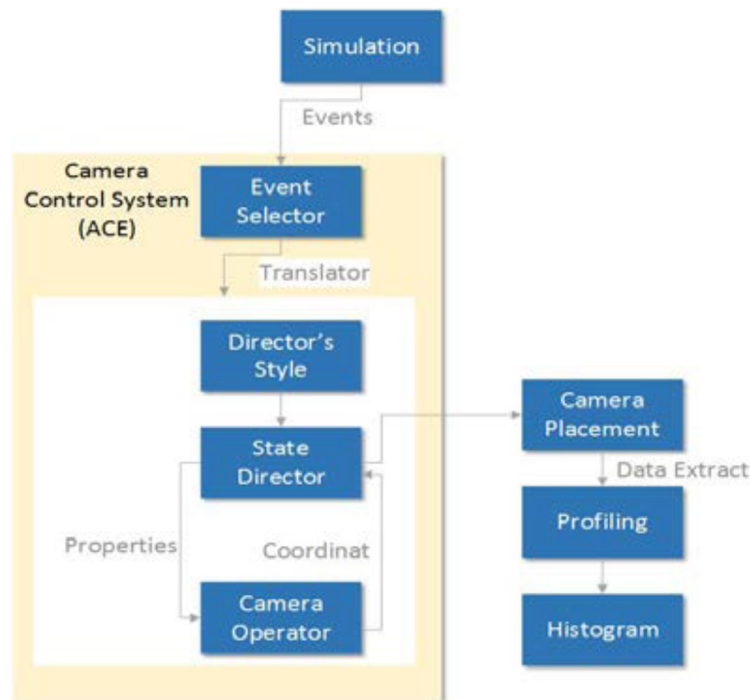 Simulation
Events
Camera
Control System
(ACE)
Event
Selector
Translator
Director's
Style
State
Director
Properties
Coordinat
Camera
Operator
Camera
Placement
Data Extract
Profiling
Histogram